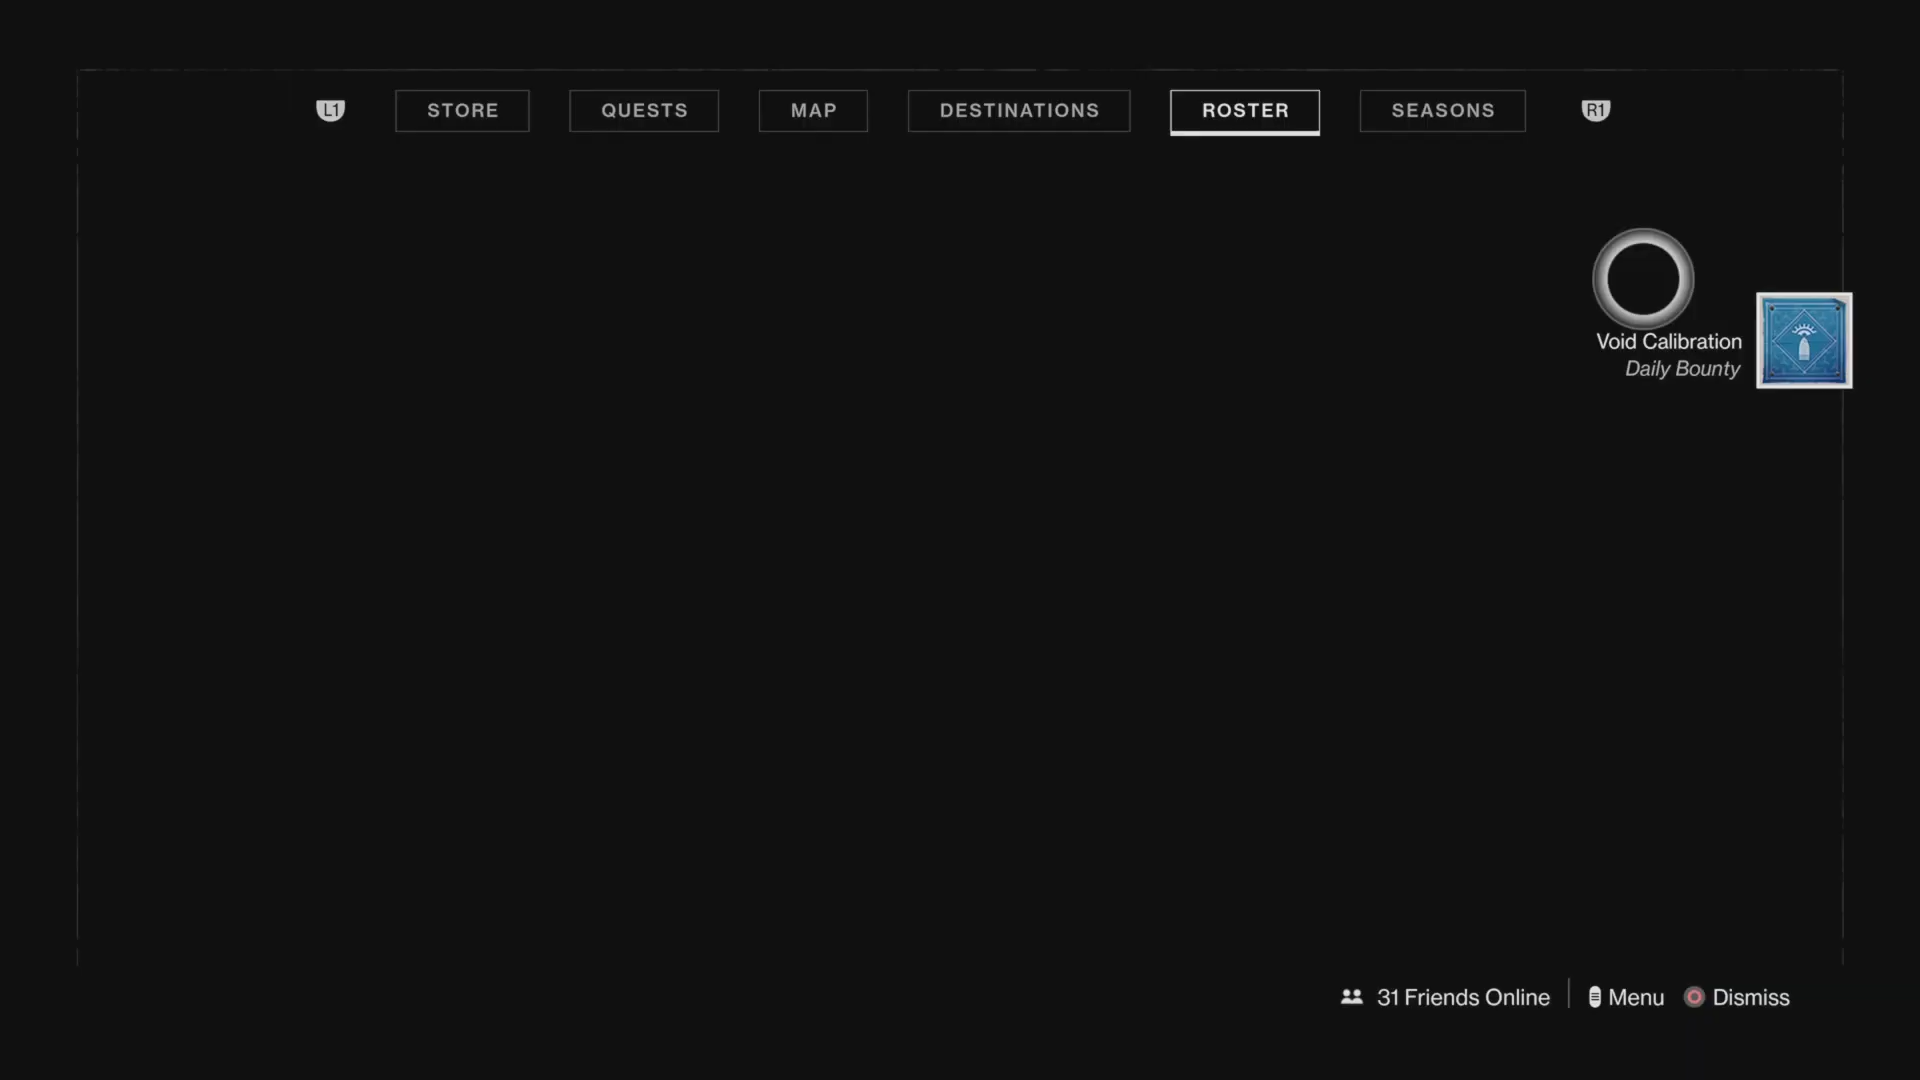 L1 STORE QUESTS MAP DESTINATIONS ROSTER SEASONS R1
Void Calibration
Daily Bounty
31 Friends Online Menu Dismiss